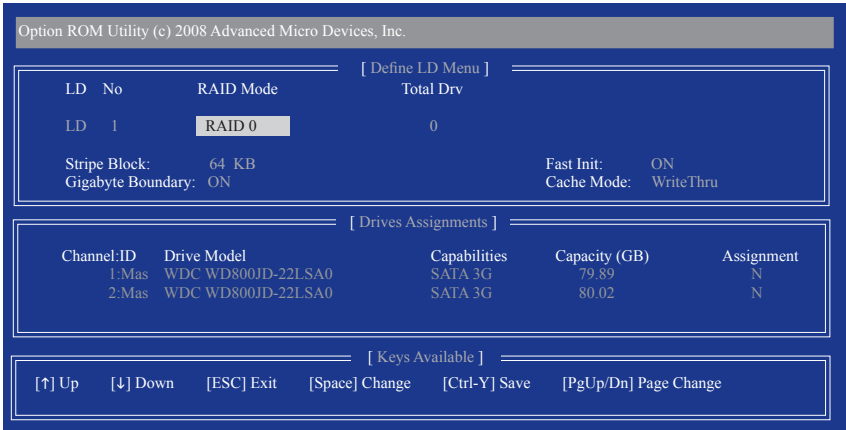 Option ROM Utility (c) 2008 Advanced Micro Devices, Inc.
[ Define LD Menu ]
LD No RAID Mode Total Drv
LD 1 RAID 0 0
Stripe Block: 64 KB Fast Init: ON
Gigabyte Boundary: ON Cache Mode: WriteThru
[ Drives Assignments ]
Channel:ID Drive Model Capabilities Capacity (GB) Assignment
1:Mas WDC WD800JD-22LSA0 SATA 3G 79.89 N
2:Mas WDC WD800JD-22LSA0 SATA 3G 80.02 N
[ Keys Available ]
[↑] Up [↓] Down [ESC] Exit [Space] Change [Ctrl-Y] Save [PgUp/Dn] Page Change